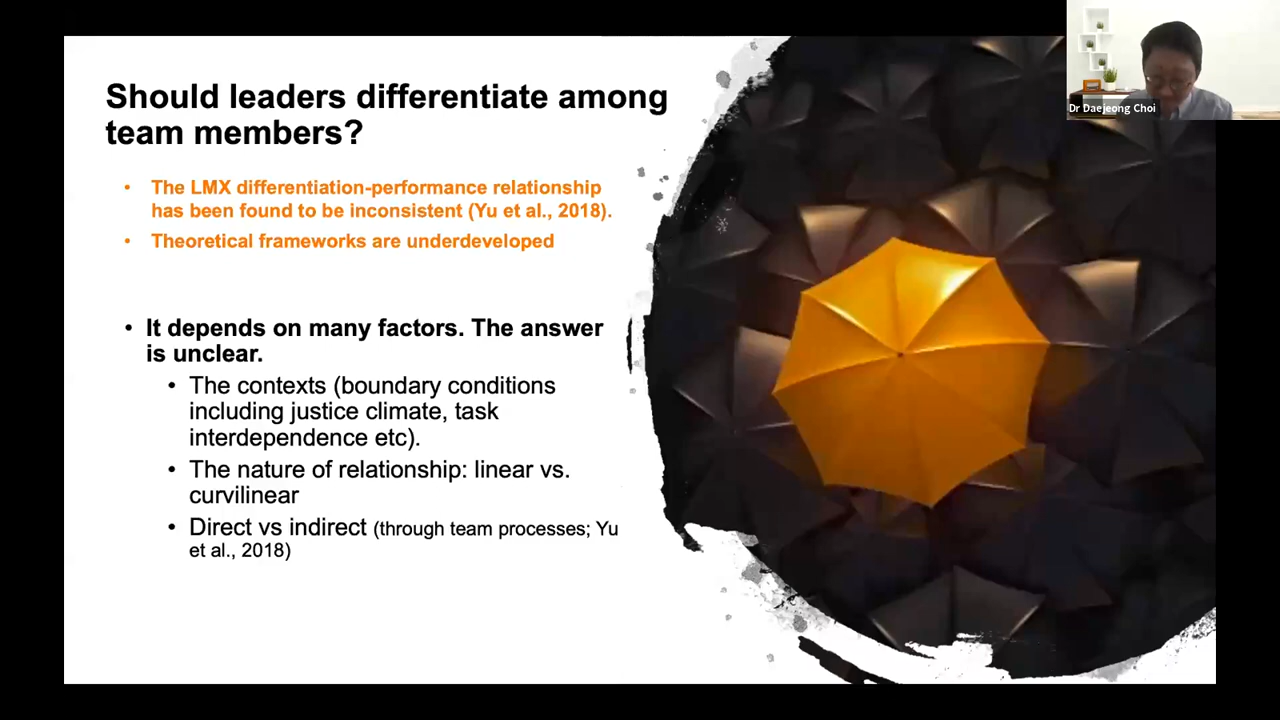 Should leaders differentiate among
team members?
• The LMX differentiation-performance relationship
has been found to be inconsistent (Yu et al., 2018).
• Theoretical frameworks are underdeveloped
• It depends on many factors. The answer
is unclear.
• The contexts (boundary conditions
including justice climate, task
interdependence etc).
• The nature of relationship: linear vs.
curvilinear
• Direct vs indirect (through team processes; Yu
et al., 2018)
Dr Daejeong Choi